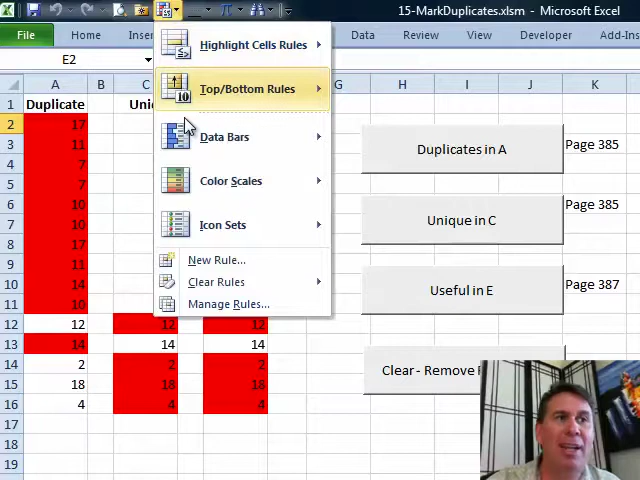 15-MarkDuplicates.xlsm - Microsoft Excel
File Home Data Review View Developer
E2
Highlight Cells Rules
Top/Bottom Rules
Data Bars
Color Scales
Icon Sets
New Rule...
Clear Rules
Manage Rules...
A B C G H I J K
1 Duplicate
2 17
3 11 Duplicates in A Page 385
4 7
5 7
6 10 Unique in C Page 385
7 10
8 17
9 11
10 14 Useful in E Page 387
11 10
12 12 12 12
13 14 14 14
14 2 2 2 Clear - Remove
15 18 18 18
16 4 4 4
17
18
19